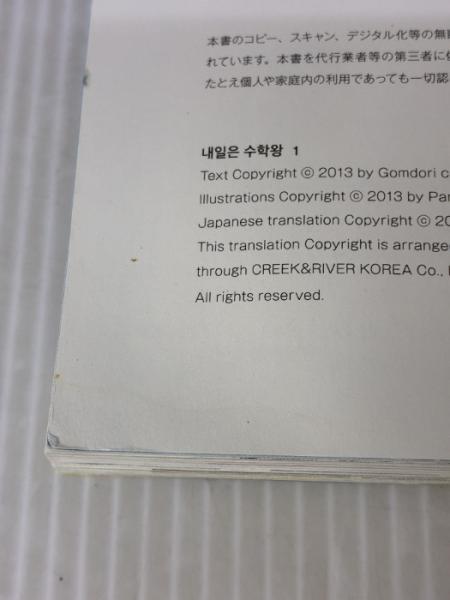 本書のコピー、スキャン、デジタル化等の無
れています。本書を代行業者等の第三者に
たとえ個人や家庭内の利用であっても一切認
내일은 수학왕 1
Text Copyright ⓒ 2013 by Gomdori c
Illustrations Copyright ⓒ 2013 by Par
Japanese translation Copyright ⓒ 20
This translation Copyright is arranged
through CREEK&RIVER KOREA Co.,
All rights reserved.